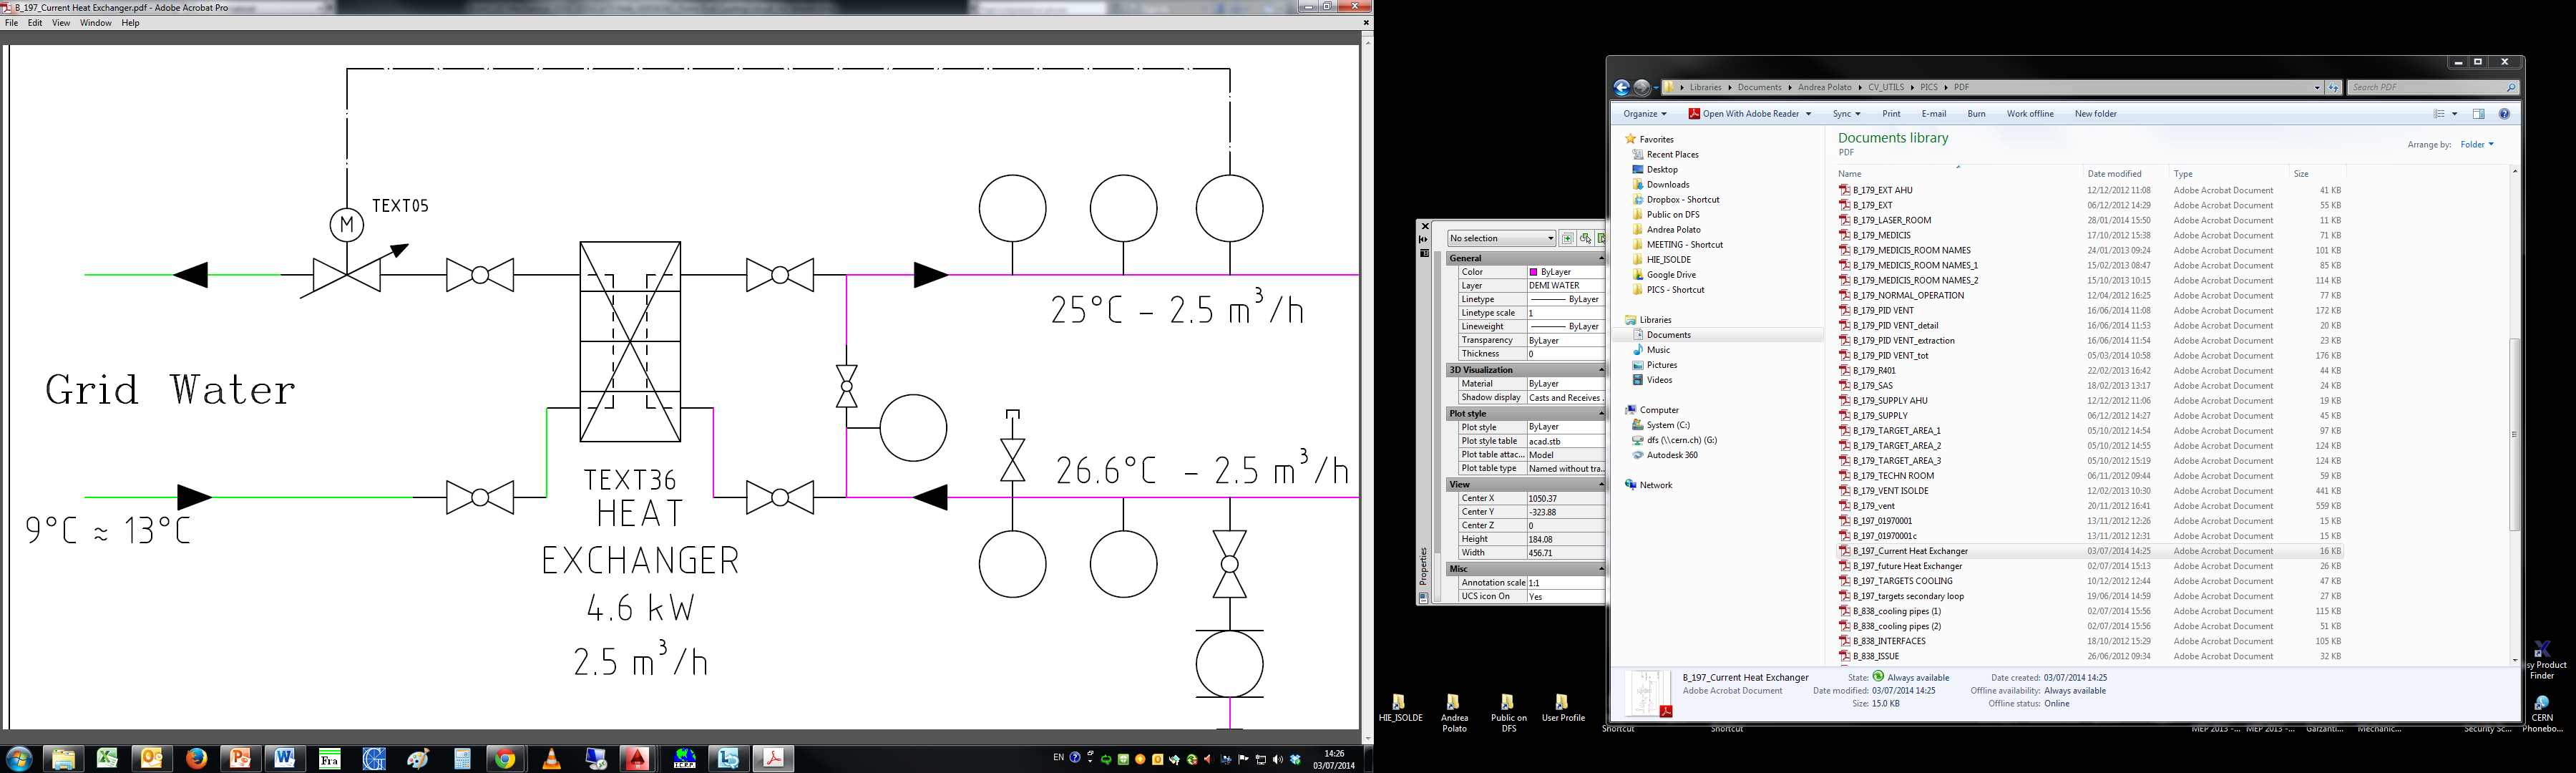 B_197_Current Heat Exchanger.pdf - Adobe Acrobat Pro
File Edit View Window Help
M
TEXT05
25°C – 2.5 m³/h
Grid Water
26.6°C – 2.5 m³/h
9°C ≈ 13°C
TEXT36
HEAT
EXCHANGER
4.6 kW
2.5 m³/h
No selection
General
Color ByLayer
Layer DEMI WATER
Linetype ByLayer
Linetype scale 1
Lineweight ByLayer
Transparency ByLayer
Thickness 0
3D Visualization
Material ByLayer
Shadow display Casts and Receives ...
Plot style
Plot style ByLayer
Plot style table acad.stb
Plot table attac... Model
Plot table type Named without tra...
View
Center X 1050.37
Center Y -323.88
Center Z 0
Height 184.08
Width 456.71
Misc
Annotation scale 1:1
UCS icon On Yes
Properties
Libraries Documents Andrea Polato CV_UTILS PICS PDF
Search PDF
Organize Open With Adobe Reader Sync Print E-mail Burn Work offline New folder
Favorites
Recent Places
Desktop
Downloads
Dropbox - Shortcut
Public on DFS
Andrea Polato
MEETING - Shortcut
HIE_ISOLDE
Google Drive
PICS - Shortcut
Libraries
Documents
Music
Pictures
Videos
Computer
System (C:)
dfs (\\cern.ch) (G:)
Autodesk 360
Network
Documents library
PDF
Arrange by: Folder
Name Date modified Type Size
B_179_EXT AHU 12/12/2012 11:08 Adobe Acrobat Document 41 KB
B_179_EXT 06/12/2012 14:29 Adobe Acrobat Document 55 KB
B_179_LASER_ROOM 28/01/2014 15:50 Adobe Acrobat Document 11 KB
B_179_MEDICIS 17/10/2012 15:38 Adobe Acrobat Document 71 KB
B_179_MEDICIS_ROOM NAMES 24/01/2013 09:24 Adobe Acrobat Document 101 KB
B_179_MEDICIS_ROOM NAMES_1 15/02/2013 08:47 Adobe Acrobat Document 85 KB
B_179_MEDICIS_ROOM NAMES_2 15/10/2013 10:15 Adobe Acrobat Document 114 KB
B_179_NORMAL_OPERATION 12/04/2012 16:25 Adobe Acrobat Document 77 KB
B_179_PID VENT 16/06/2014 11:08 Adobe Acrobat Document 172 KB
B_179_PID VENT_detail 16/06/2014 11:53 Adobe Acrobat Document 20 KB
B_179_PID VENT_extraction 16/06/2014 11:54 Adobe Acrobat Document 23 KB
B_179_PID VENT_tot 05/03/2014 10:58 Adobe Acrobat Document 176 KB
B_179_R401 22/02/2013 16:42 Adobe Acrobat Document 44 KB
B_179_SAS 18/02/2013 13:17 Adobe Acrobat Document 24 KB
B_179_SUPPLY AHU 12/12/2012 11:06 Adobe Acrobat Document 19 KB
B_179_SUPPLY 06/12/2012 14:27 Adobe Acrobat Document 45 KB
B_179_TARGET_AREA_1 05/10/2012 14:54 Adobe Acrobat Document 97 KB
B_179_TARGET_AREA_2 05/10/2012 14:55 Adobe Acrobat Document 124 KB
B_179_TARGET_AREA_3 05/10/2012 15:19 Adobe Acrobat Document 124 KB
B_179_TECHN ROOM 06/11/2012 09:44 Adobe Acrobat Document 59 KB
B_179_VENT ISOLDE 12/02/2013 10:30 Adobe Acrobat Document 441 KB
B_179_vent 20/11/2012 16:41 Adobe Acrobat Document 559 KB
B_197_01970001 13/11/2012 12:26 Adobe Acrobat Document 15 KB
B_197_01970001c 13/11/2012 12:31 Adobe Acrobat Document 15 KB
B_197_Current Heat Exchanger 03/07/2014 14:25 Adobe Acrobat Document 16 KB
B_197_future Heat Exchanger 02/07/2014 15:13 Adobe Acrobat Document 26 KB
B_197_TARGETS COOLING 10/12/2012 12:44 Adobe Acrobat Document 47 KB
B_197_targets secondary loop 19/06/2014 14:59 Adobe Acrobat Document 27 KB
B_838_cooling pipes (1) 02/07/2014 15:56 Adobe Acrobat Document 115 KB
B_838_cooling pipes (2) 02/07/2014 15:56 Adobe Acrobat Document 51 KB
B_838_INTERFACES 18/10/2012 15:29 Adobe Acrobat Document 105 KB
B_838_ISSUE 26/06/2012 09:34 Adobe Acrobat Document 32 KB
B_197_Current Heat Exchanger State: Always available Date created: 03/07/2014 14:25
Adobe Acrobat Document Date modified: 03/07/2014 14:25 Offline availability: Always available
Size: 15.0 KB Offline status: Online
HIE_ISOLDE
Andrea Polato
Public on DFS
User Profile
Shortcut
Shortcut
MEP 2013 -... MEP 2013 -... Garzanti... Mechanic... Security Sc...
sy Product Finder
CERN Phonebo...
Fra
EN
14:26
03/07/2014